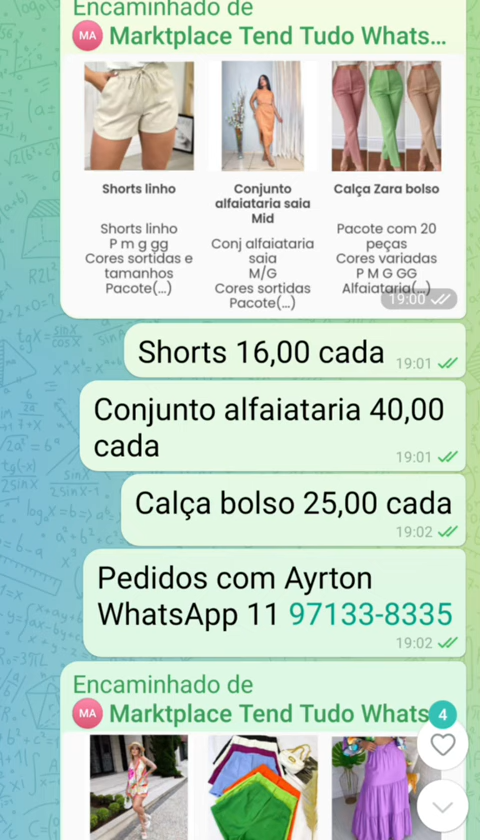 Encaminhado de
MA Marktplace Tend Tudo Whats...
Shorts linho
Shorts linho
P m g gg
Cores sortidas e
tamanhos
Pacote(...)
Conjunto
alfaiataria saia
Mid
Conj alfaiataria
saia
M/G
Cores sortidas
Pacote(...)
Calça Zara bolso
Pacote com 20
peças
Cores variadas
P M G GG
Alfaiataria(...)
19:00
Shorts 16,00 cada
19:01
Conjunto alfaiataria 40,00
cada
19:01
Calça bolso 25,00 cada
19:02
Pedidos com Ayrton
WhatsApp 11 97133-8335
19:02
Encaminhado de
MA Marktplace Tend Tudo Whats
4